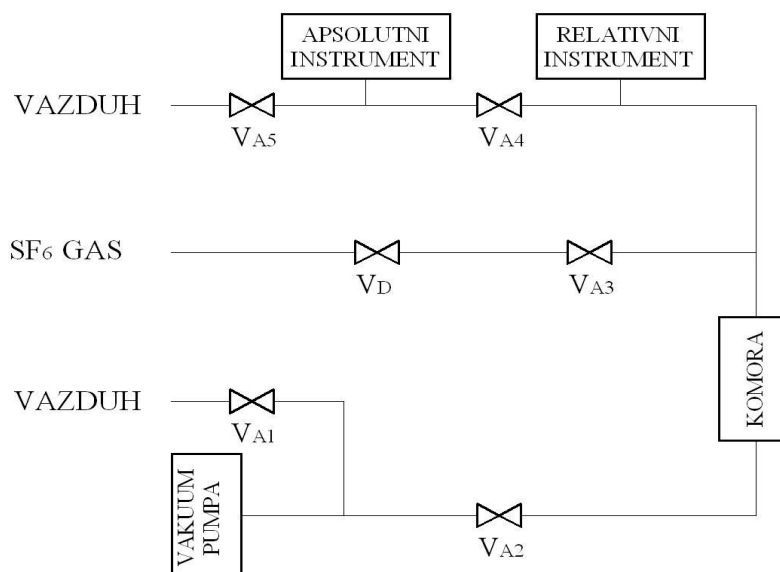 APSOLUTNI
INSTRUMENT
RELATIVNI
INSTRUMENT
VAZDUH
VA5
VA4
SF6 GAS
VD
VA3
KOMORA
VAZDUH
VA1
VAKUUM
PUMPA
VA2